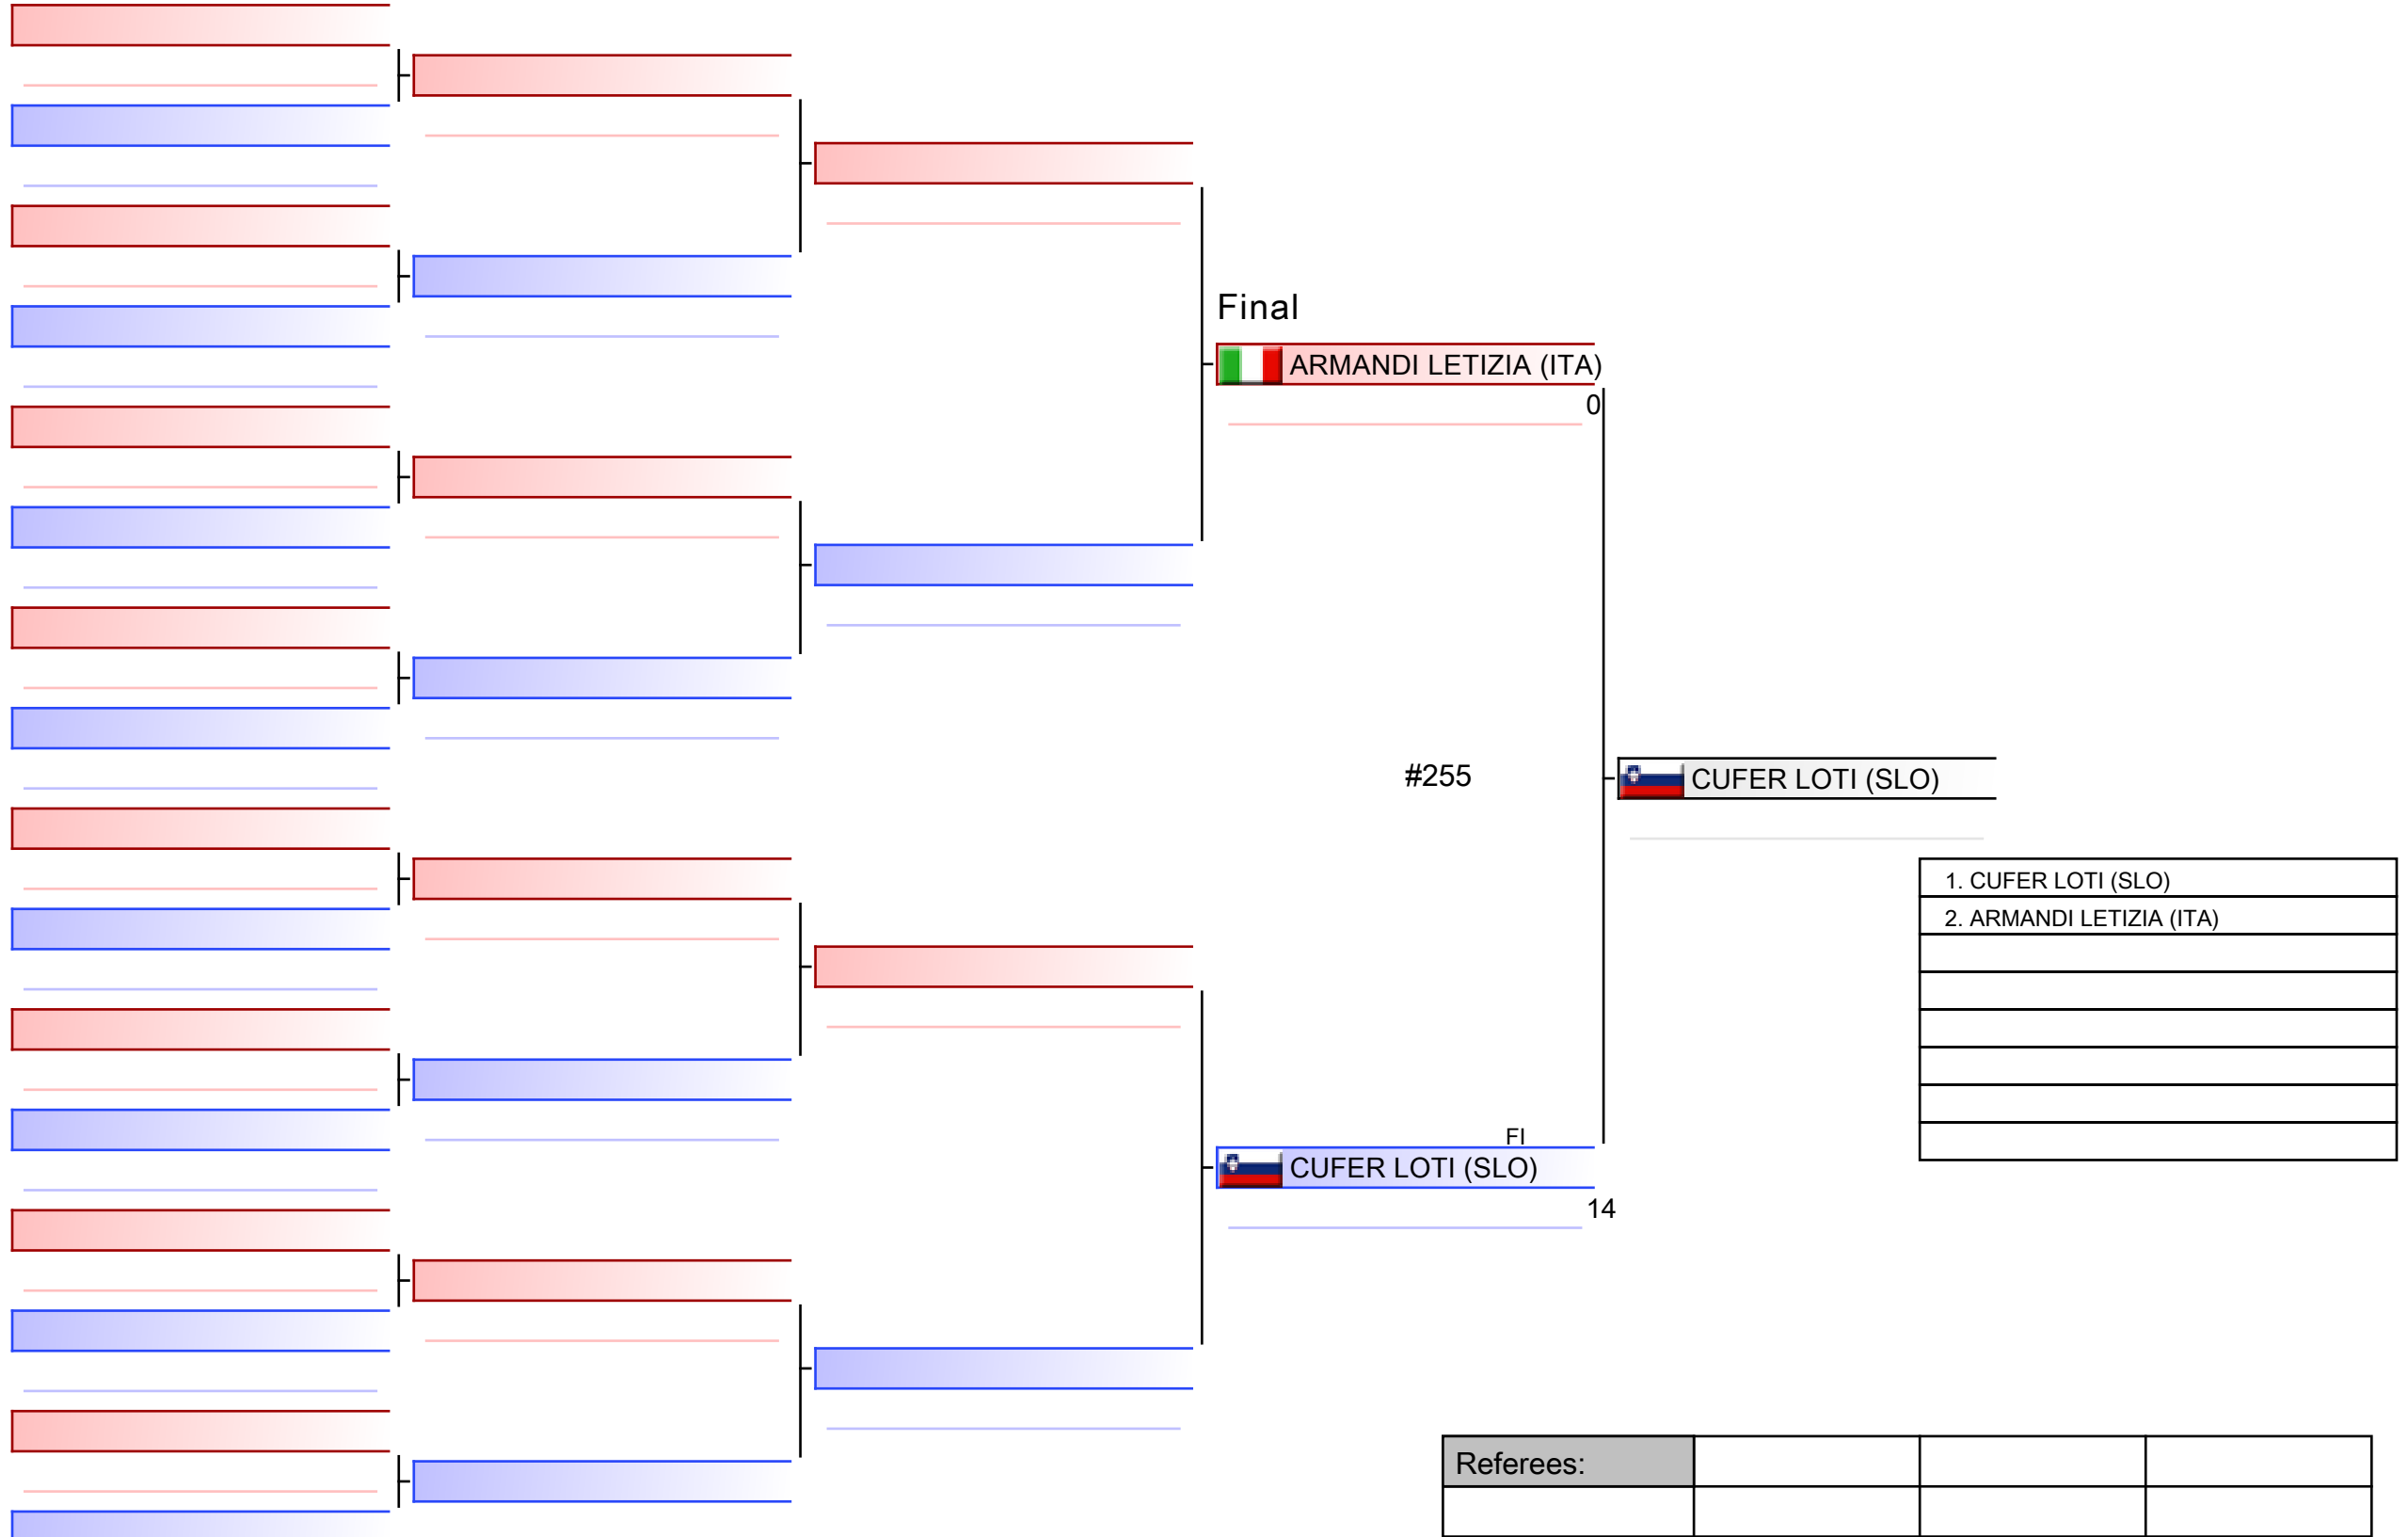 Final
ARMANDI LETIZIA (ITA)
0
#255
CUFER LOTI (SLO)
1. CUFER LOTI (SLO)
2. ARMANDI LETIZIA (ITA)
FI
CUFER LOTI (SLO)
14
Referees: